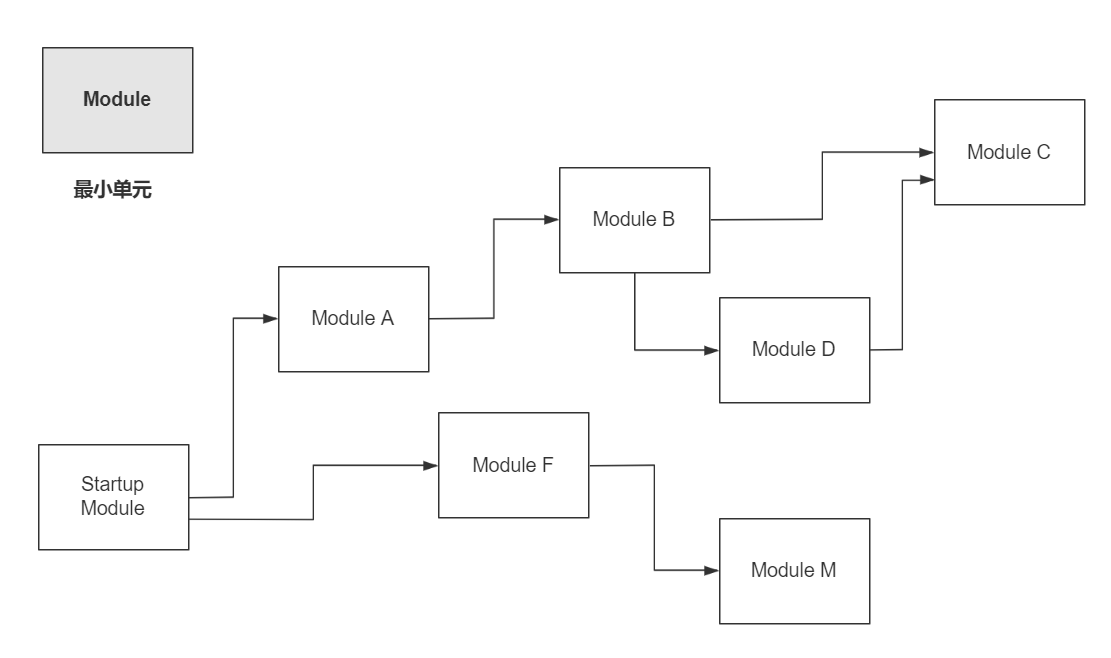 Module
最小单元
Module C
Module B
Module A
Module D
Module F
Startup
Module
Module M